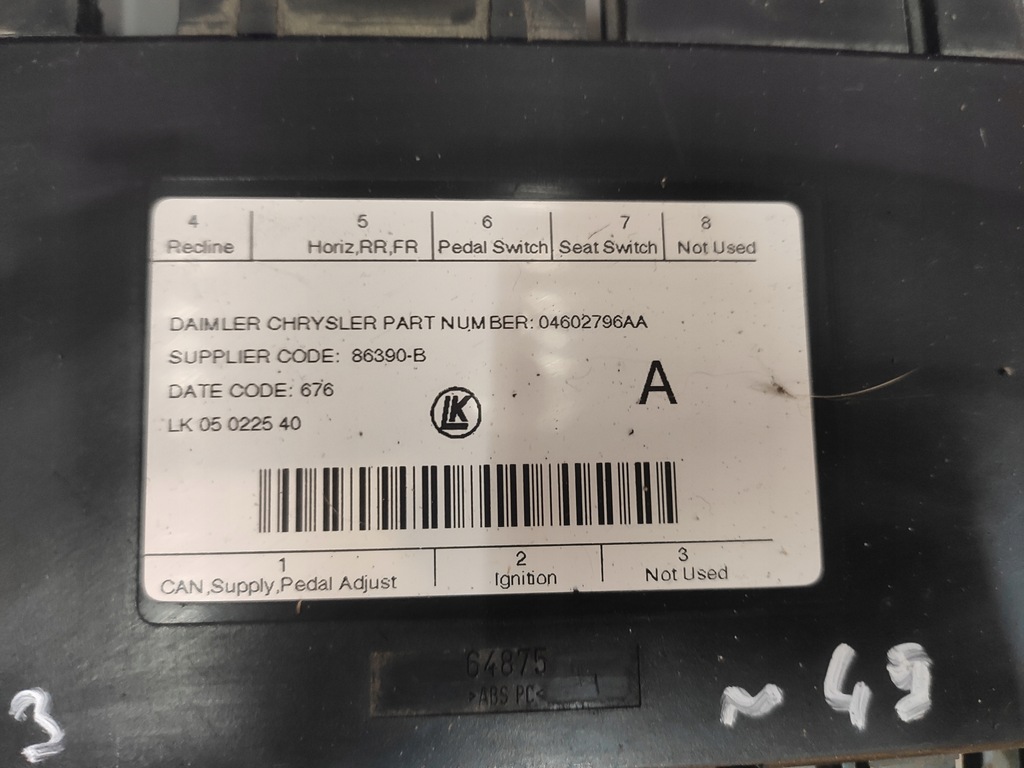 4 5 6 7 8
Recline Horiz,RR,FR Pedal Switch Seat Switch Not Used
DAIMLER CHRYSLER PART NUMBER: 04602796AA
SUPPLIER CODE: 86390-B
DATE CODE: 676
A
LK 05 0225 40
LK
1 2 3
CAN,Supply,Pedal Adjust Ignition Not Used
64875
>ABS PC<
3 ~ 49